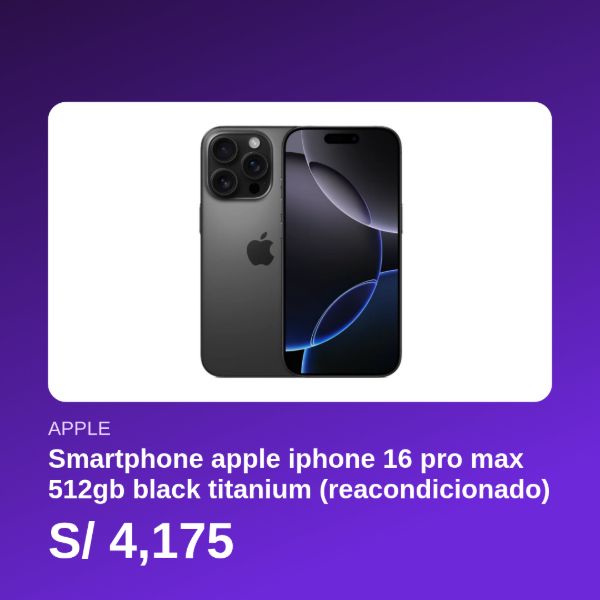 APPLE
Smartphone apple iphone 16 pro max
512gb black titanium (reacondicionado)
S/ 4,175